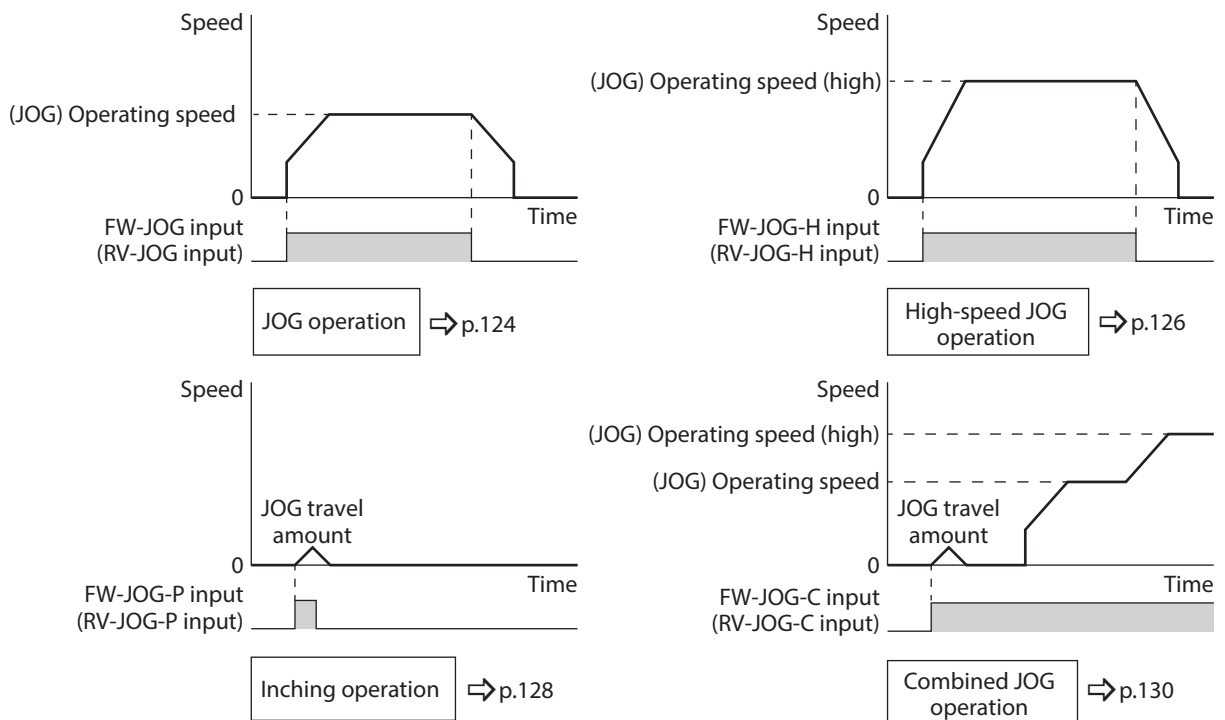 Speed
(JOG) Operating speed
0
Time
FW-JOG input
(RV-JOG input)
JOG operation
p.124
Speed
(JOG) Operating speed (high)
0
Time
FW-JOG-H input
(RV-JOG-H input)
High-speed JOG
operation
p.126
Speed
JOG travel
amount
0
Time
FW-JOG-P input
(RV-JOG-P input)
Inching operation
p.128
Speed
(JOG) Operating speed (high)
(JOG) Operating speed
JOG travel
amount
0
Time
FW-JOG-C input
(RV-JOG-C input)
Combined JOG
operation
p.130